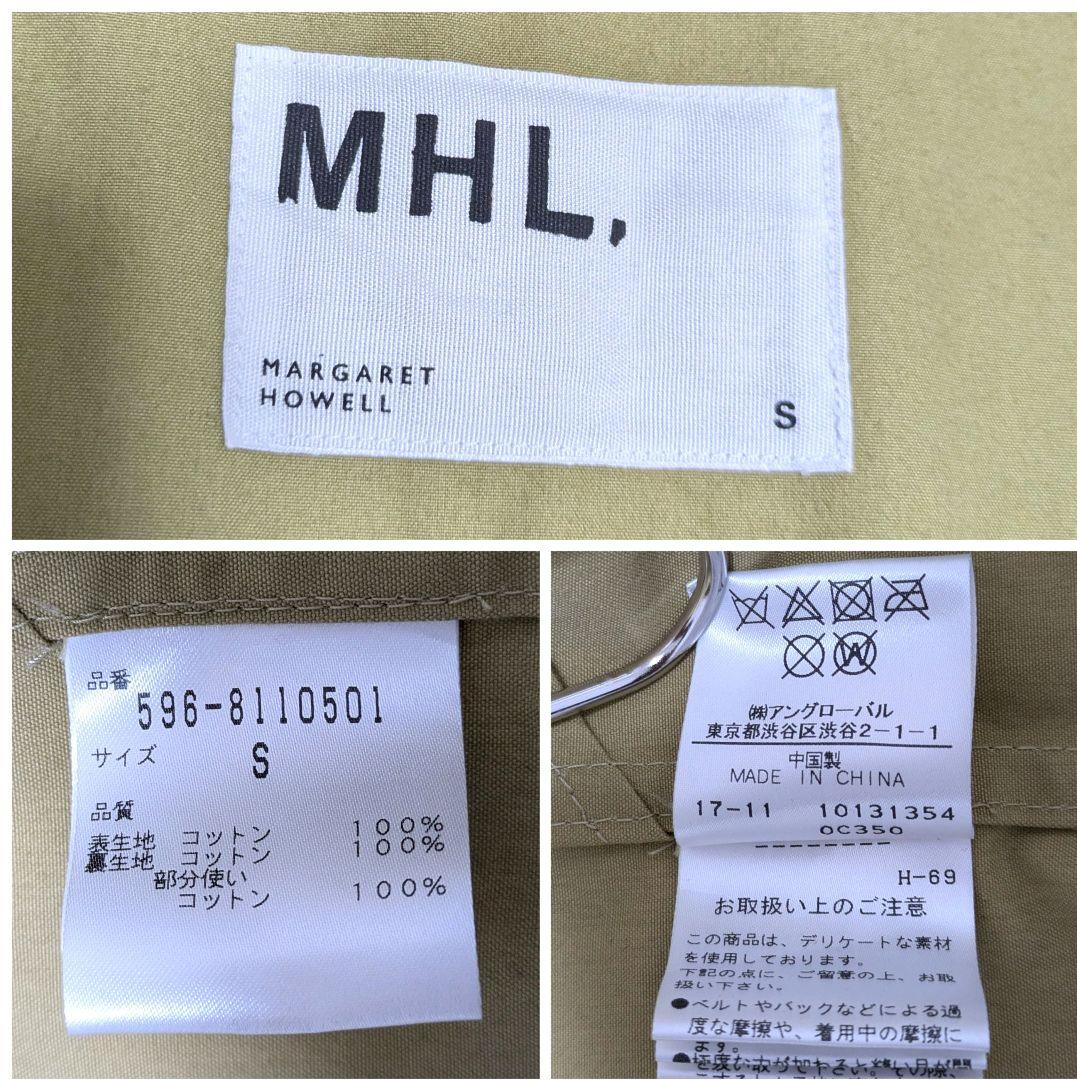 MHL.
MARGARET
HOWELL
S
品番
596-8110501
サイズ
S
品質
表生地 コットン 100%
裏生地 コットン 100%
部分使い
コットン 100%
㈱アングローバル
東京都渋谷区渋谷2-1-1
中国製
MADE IN CHINA
17-11 10131354
0C350
--------
H-69
お取扱い上のご注意
この商品は、デリケートな素材
を使用しております。
下記の点に、ご留意の上、お取
扱い下さい。
●ベルトやバックなどによる過
度な摩擦や、着用中の摩擦に
ます。